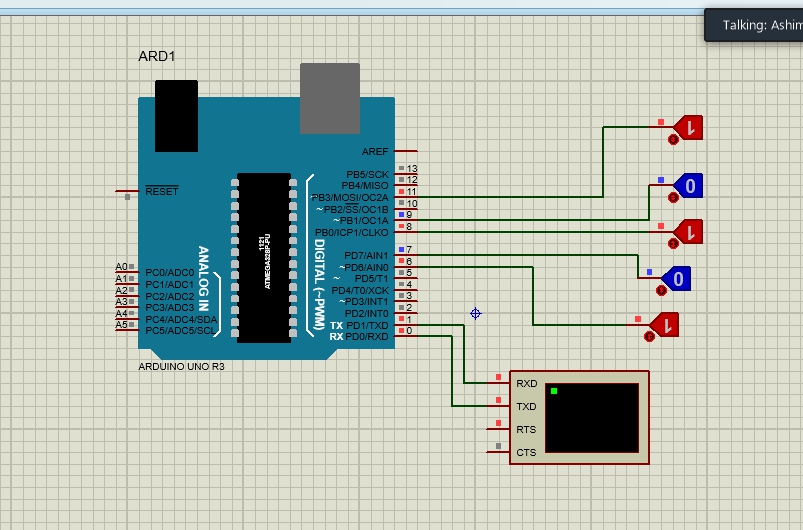 Talking: Ashim
ARD1
AREF
13
PB5/SCK
12
PB4/MISO
11
RESET
~PB3/MOSI/OC2A
10
~PB2/SS/OC1B
9
~PB1/OC1A
8
PB0/ICP1/CLKO
7
PD7/AIN1
6
~PD6/AIN0
5
~PD5/T1
4
PD4/T0/XCK
3
~PD3/INT1
2
PD2/INT0
1
TX PD1/TXD
0
RX PD0/RXD
DIGITAL (~PWM)
ANALOG IN
1121
ATMEGA328P-PU
A0 PC0/ADC0
A1 PC1/ADC1
A2 PC2/ADC2
A3 PC3/ADC3
A4 PC4/ADC4/SDA
A5 PC5/ADC5/SCL
ARDUINO UNO R3
1
0
1
0
1
RXD
TXD
RTS
CTS